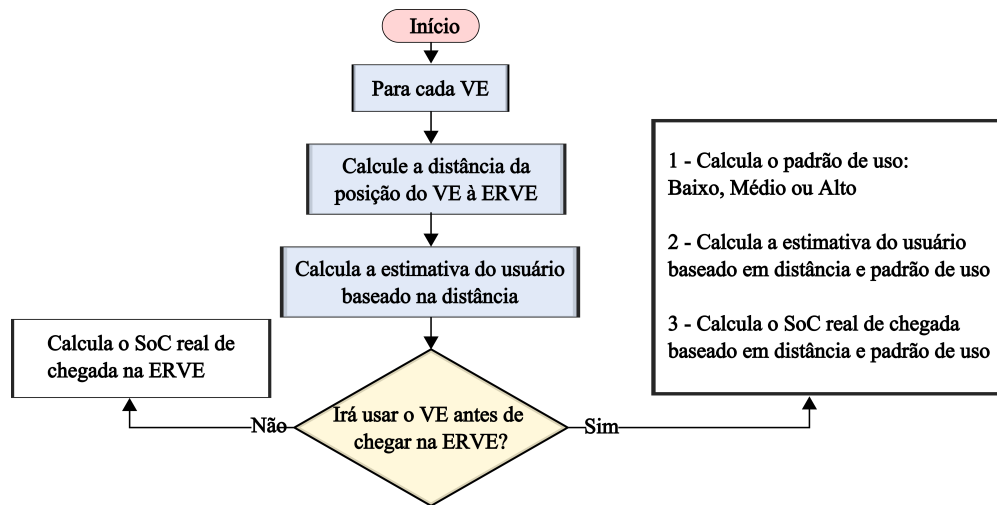 Início
Para cada VE
Calcule a distância da
posição do VE à ERVE
Calcula a estimativa do usuário
baseado na distância
Irá usar o VE antes de
chegar na ERVE?
Não
Calcula o SoC real de
chegada na ERVE
Sim
1 - Calcula o padrão de uso:
Baixo, Médio ou Alto
2 - Calcula a estimativa do usuário
baseado em distância e padrão de uso
3 - Calcula o SoC real de chegada
baseado em distância e padrão de uso